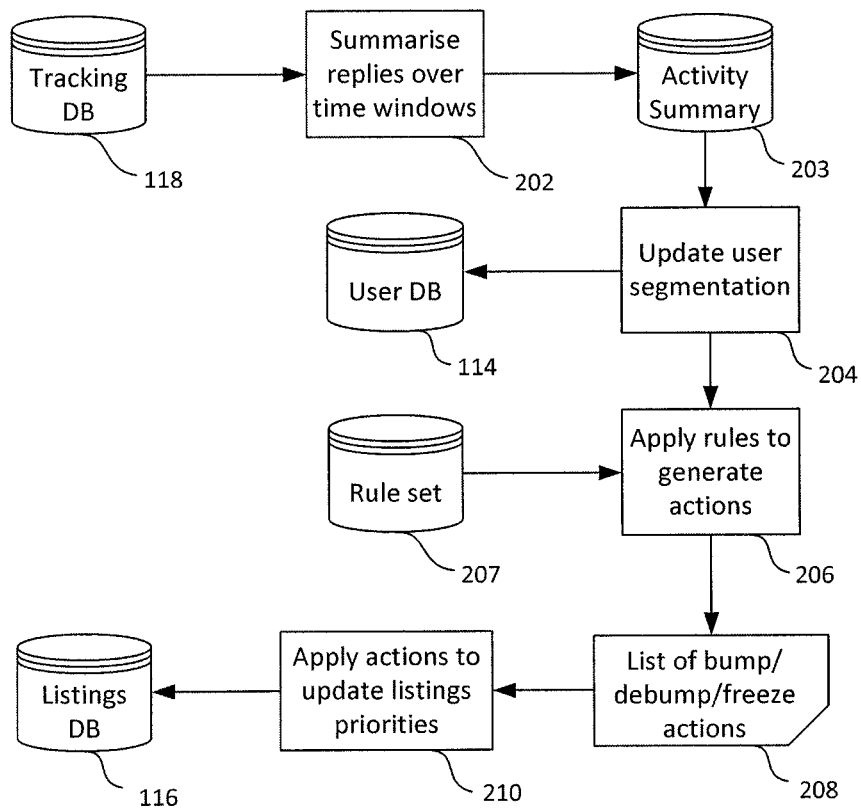 Tracking
DB
118
Summarise
replies over
time windows
202
Activity
Summary
203
User DB
114
Update user
segmentation
204
Rule set
207
Apply rules to
generate
actions
206
Listings
DB
116
Apply actions to
update listings
priorities
210
List of bump/
debump/freeze
actions
208